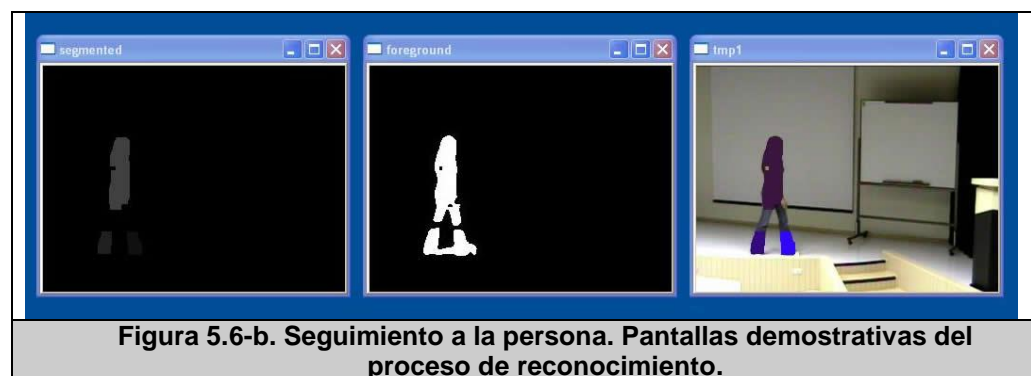 segmented
foreground
tmp1
Figura 5.6-b. Seguimiento a la persona. Pantallas demostrativas del
proceso de reconocimiento.